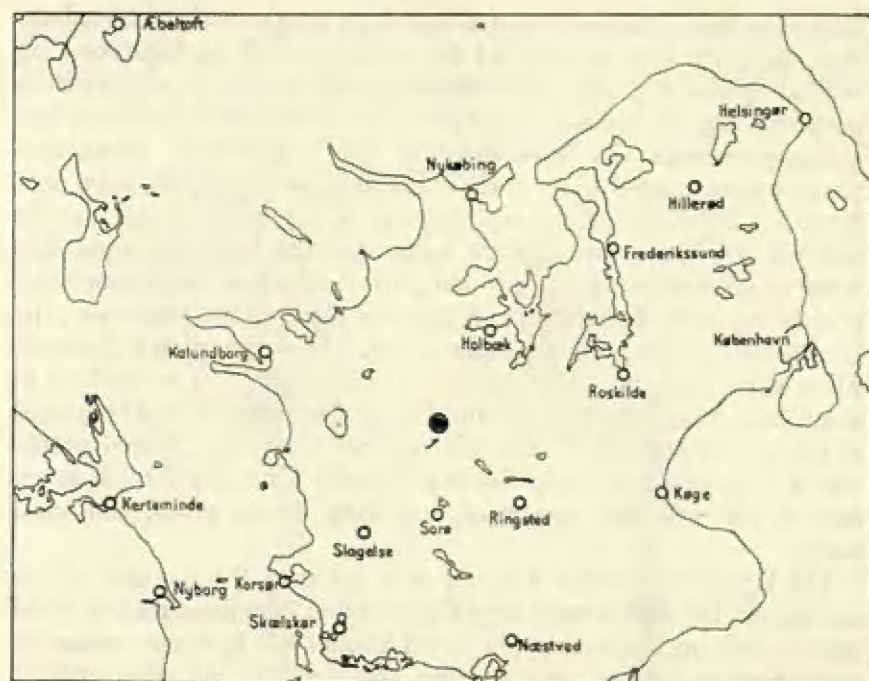 Æbeltoft
Helsingør
Nykøbing
Hillerød
Frederikssund
Holbæk
København
Kalundborg
Roskilde
Kerteminde
Køge
Sorø
Ringsted
Slagelse
Nyborg
Korsør
Skælskør
Næstved